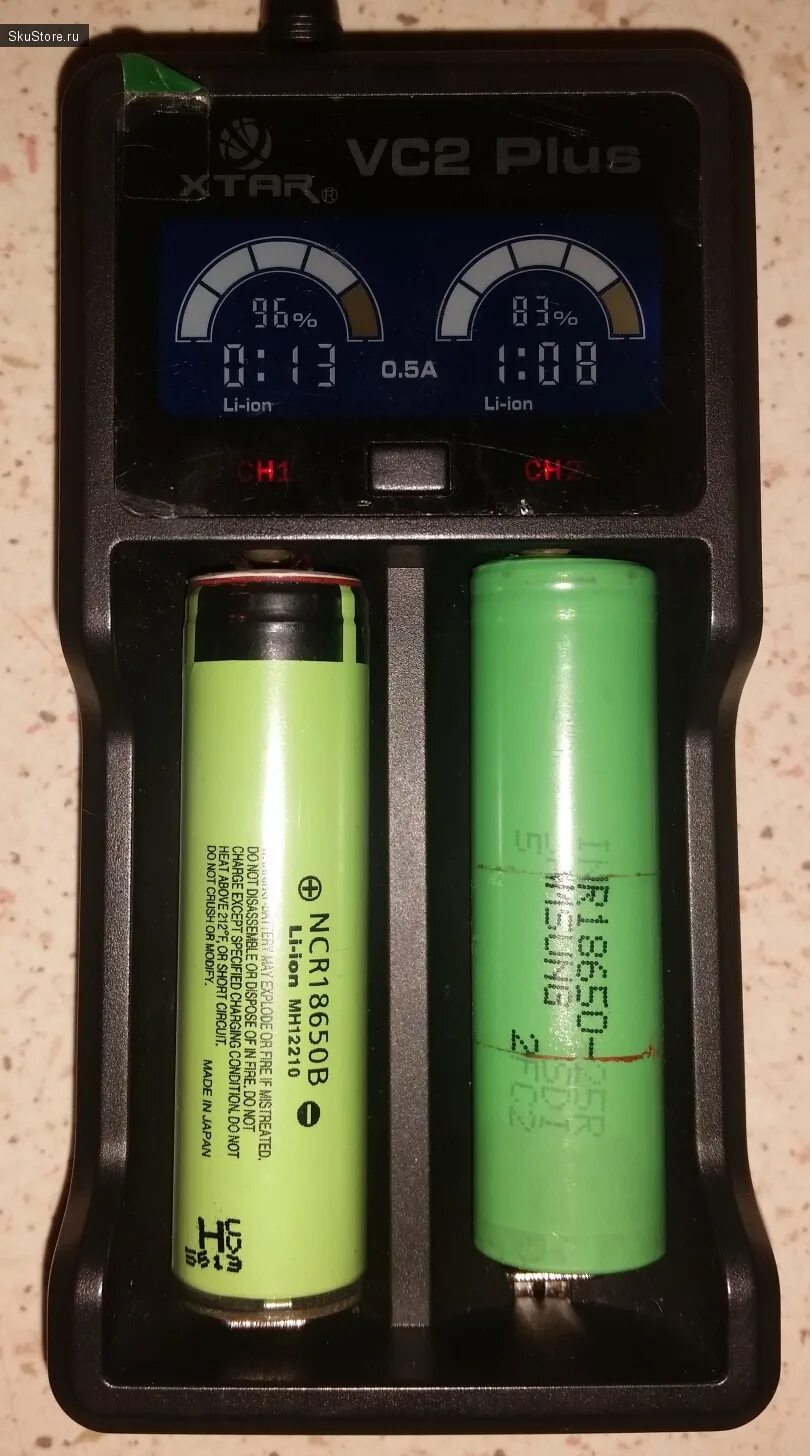 SkuStore.ru
XTAR® VC2 Plus
96% 83%
0:13 0.5A 1:08
Li-ion Li-ion
CH1 CH2
⊕ NCR18650B ⊖
Li-ion MH12210
BATTERY MAY EXPLODE OR FIRE IF MISTREATED.
DO NOT DISASSEMBLE OR DISPOSE OF IN FIRE. DO NOT
CHARGE EXCEPT SPECIFIED CHARGING CONDITION. DO NOT
HEAT ABOVE 212°F, OR SHORT CIRCUIT.
DO NOT CRUSH OR MODIFY. MADE IN JAPAN
INR18650-25R
SAMSUNG SDI
2FC2